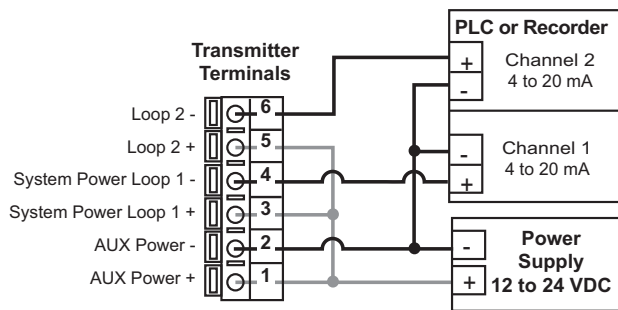 Transmitter
Terminals
Loop 2 -
Loop 2 +
System Power Loop 1 -
System Power Loop 1 +
AUX Power -
AUX Power +
6
5
4
3
2
1
PLC or Recorder
+
Channel 2
-
4 to 20 mA
-
Channel 1
+
4 to 20 mA
-
Power
Supply
+
12 to 24 VDC